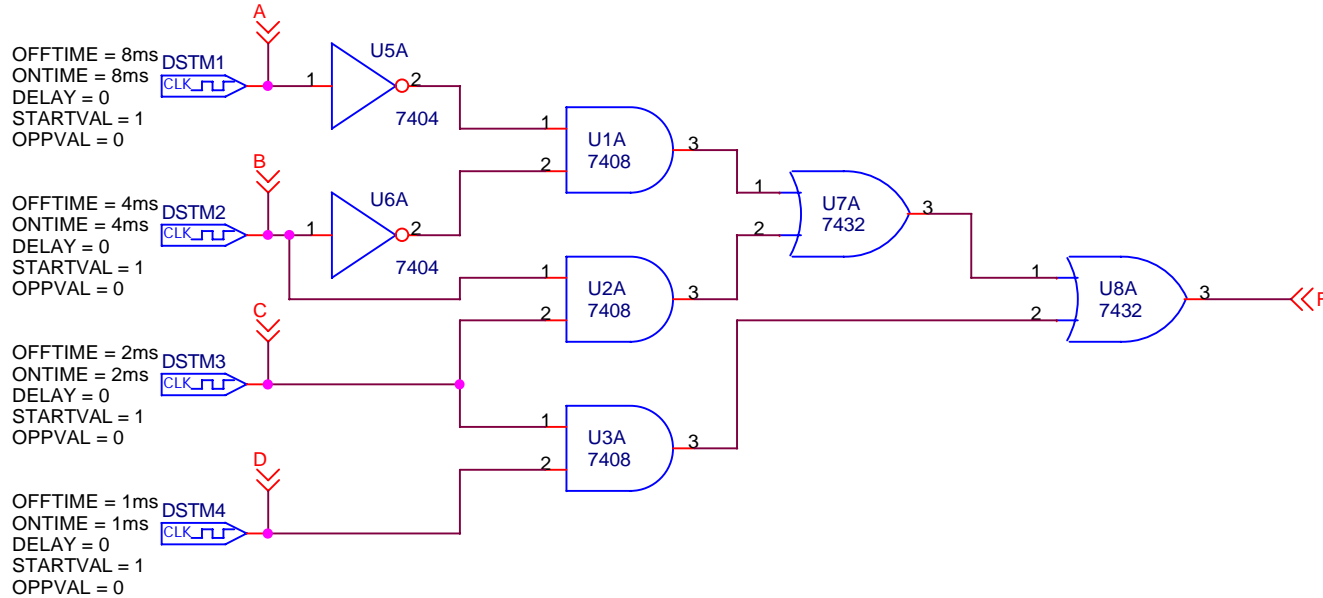 A
OFFTIME = 8ms DSTM1
ONTIME = 8ms CLK
DELAY = 0
STARTVAL = 1
OPPVAL = 0
1 U5A 2
7404
B
OFFTIME = 4ms DSTM2
ONTIME = 4ms CLK
DELAY = 0
STARTVAL = 1
OPPVAL = 0
1 U6A 2
7404
1 U1A 3
2 7408
1 U7A 3
2 7432
1 U2A 3
2 7408
1 U8A 3 F
2 7432
C
OFFTIME = 2ms DSTM3
ONTIME = 2ms CLK
DELAY = 0
STARTVAL = 1
OPPVAL = 0
1 U3A 3
2 7408
D
OFFTIME = 1ms DSTM4
ONTIME = 1ms CLK
DELAY = 0
STARTVAL = 1
OPPVAL = 0